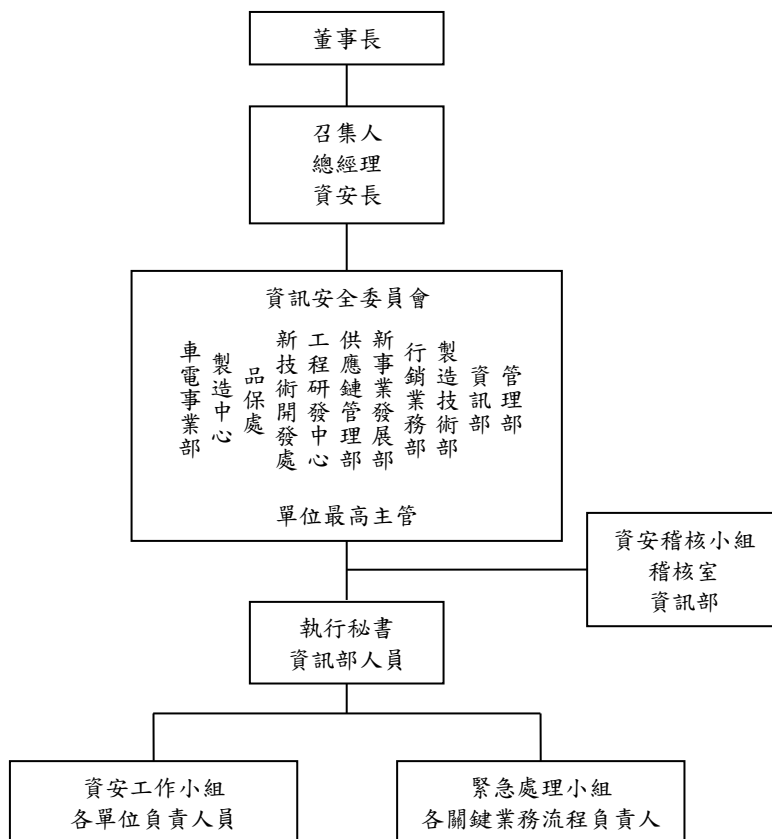 董事長
召集人
總經理
資安長
資訊安全委員會
車電事業部
製造中心
品保處
新技術開發處
工程研發中心
供應鏈管理部
新事業發展部
行銷業務部
製造技術部
資訊部
管理部
單位最高主管
資安稽核小組
稽核室
資訊部
執行秘書
資訊部人員
資安工作小組
各單位負責人員
緊急處理小組
各關鍵業務流程負責人